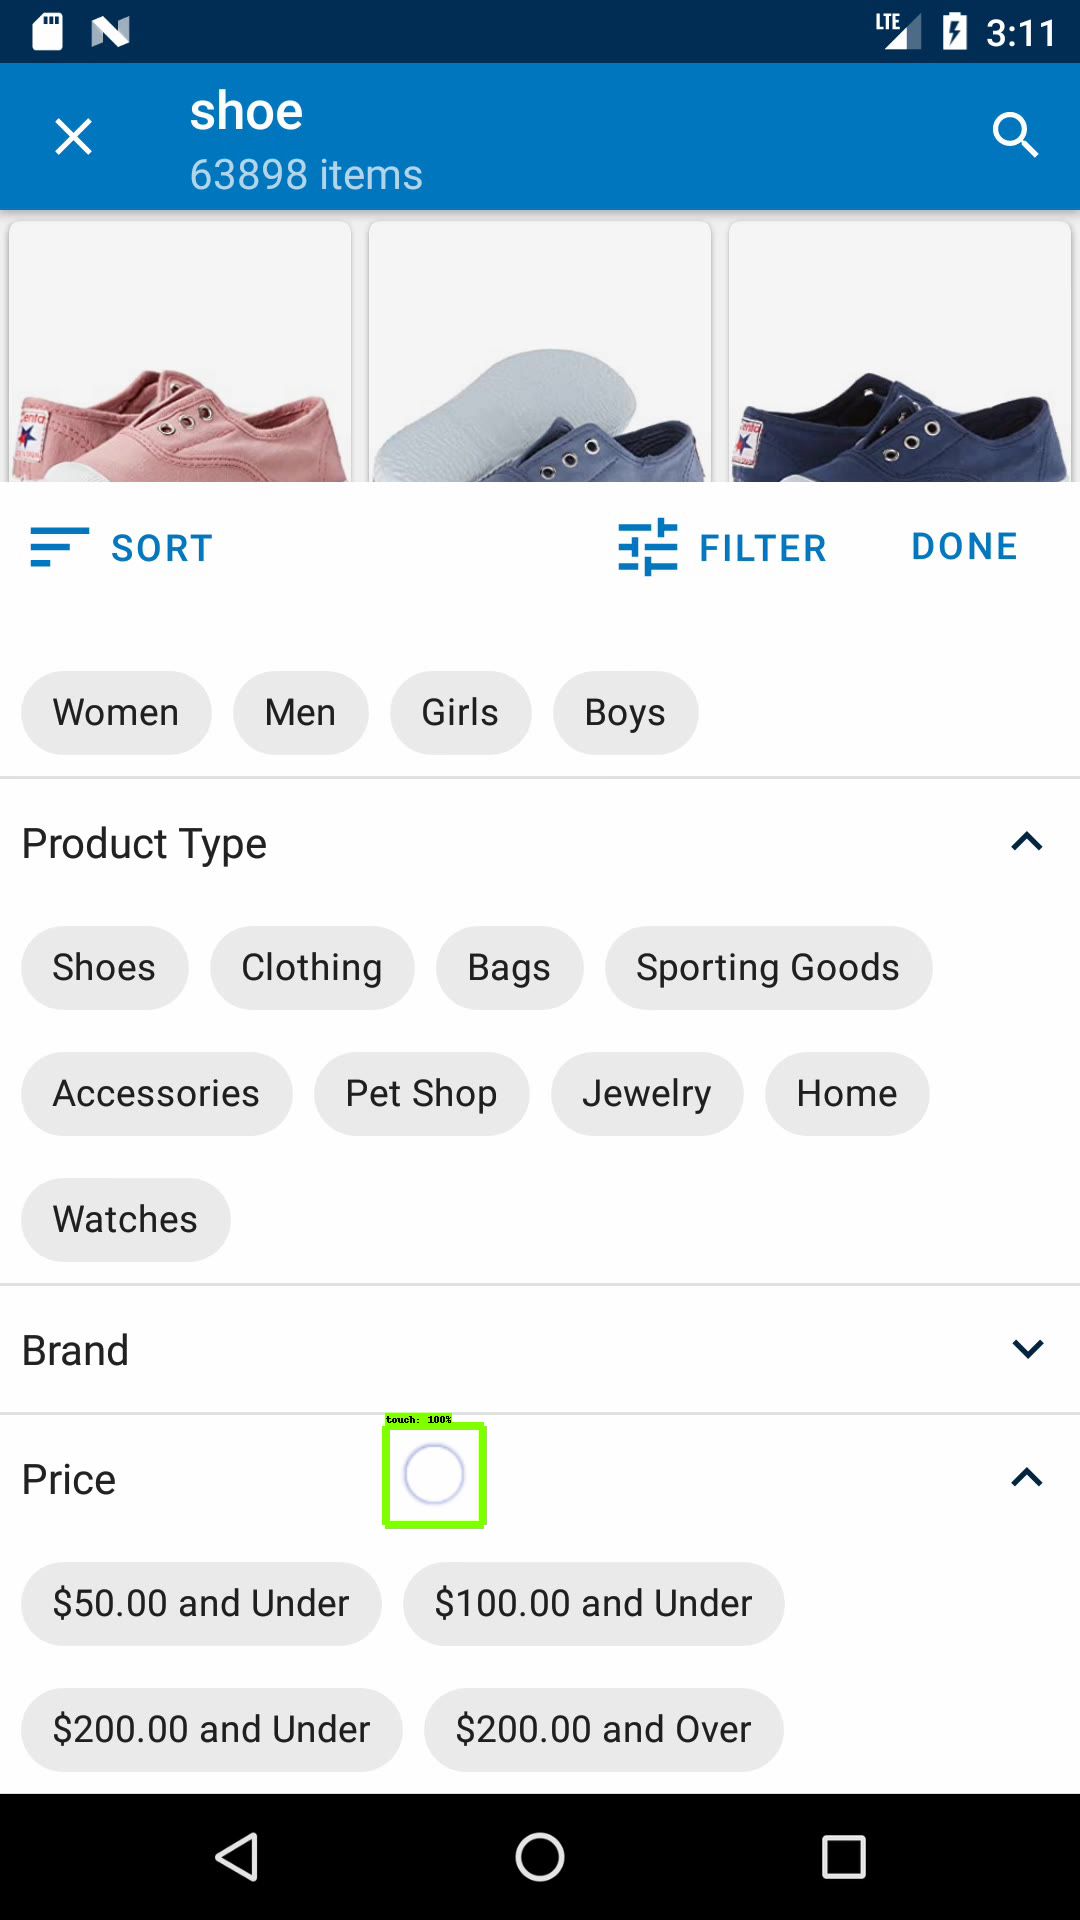 LTE 3:11
shoe
63898 items
SORT FILTER DONE
Women Men Girls Boys
Product Type
Shoes Clothing Bags Sporting Goods
Accessories Pet Shop Jewelry Home
Watches
Brand
touch: 100%
Price
$50.00 and Under $100.00 and Under
$200.00 and Under $200.00 and Over